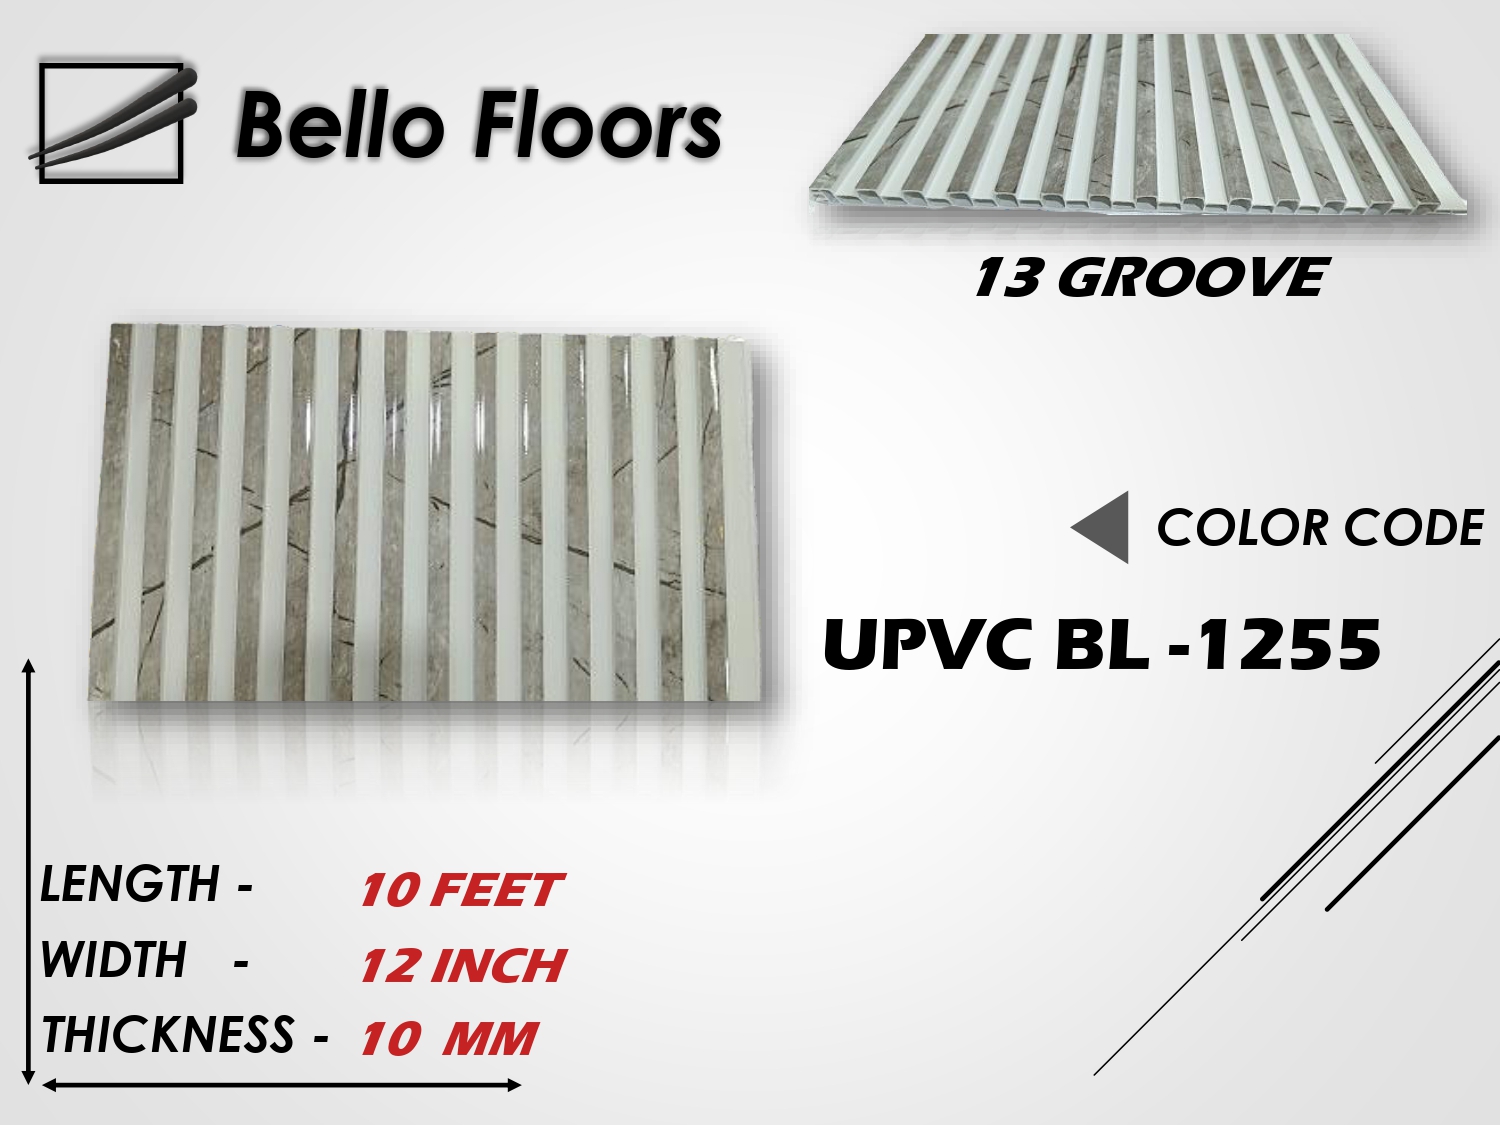 Bello Floors
13 GROOVE
COLOR CODE
UPVC BL -1255
LENGTH - 10 FEET
WIDTH - 12 INCH
THICKNESS - 10 MM